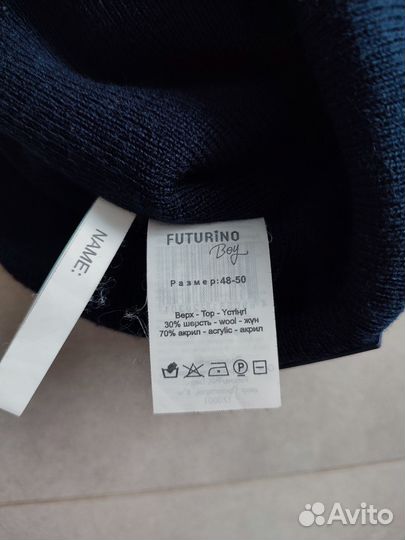 FUTURiNO
Boy
Размер:48-50
Верх - Top - Үстіңгі
30% шерсть - wool - жүн
70% акрил - acrylic - акрил
NAME:
Avito